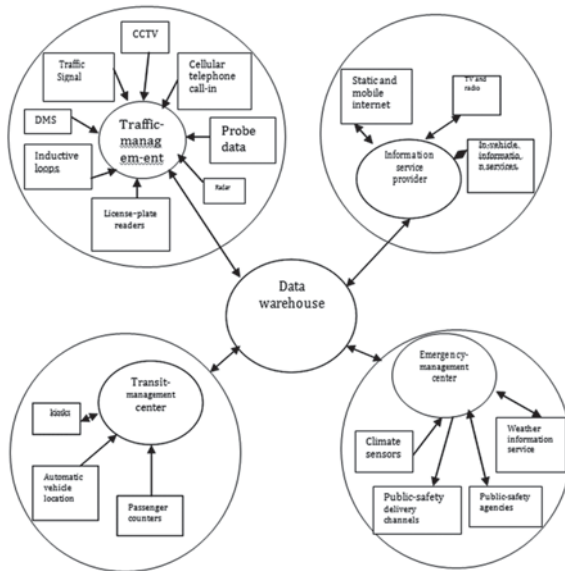 CCTV
Traffic
Signal
Cellular
telephone
call-in
DMS
Traffic-
manag
em-ent
Probe
data
Inductive
loops
Radar
License-plate
readers
Static and
mobile
internet
TV and
radio
Information
service
provider
In-vehicle
informatio
n services
Data
warehouse
Transit-
management
center
kiosks
Automatic
vehicle
location
Passenger
counters
Emergency-
management
center
Climate
sensors
Weather
information
service
Public-safety
delivery
channels
Public-safety
agencies